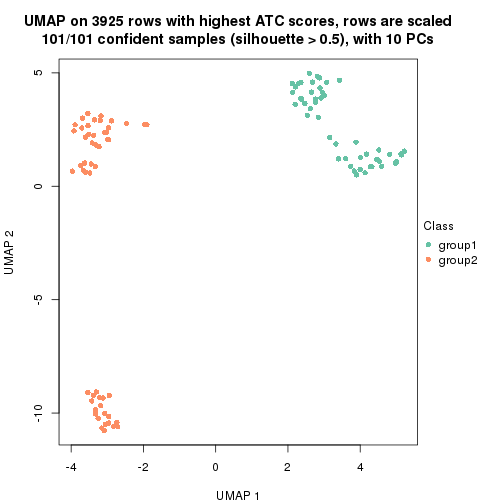 UMAP on 3925 rows with highest ATC scores, rows are scaled
101/101 confident samples (silhouette > 0.5), with 10 PCs
5
0
-5
-10
UMAP 2
-4
-2
0
2
4
UMAP 1
Class
group1
group2